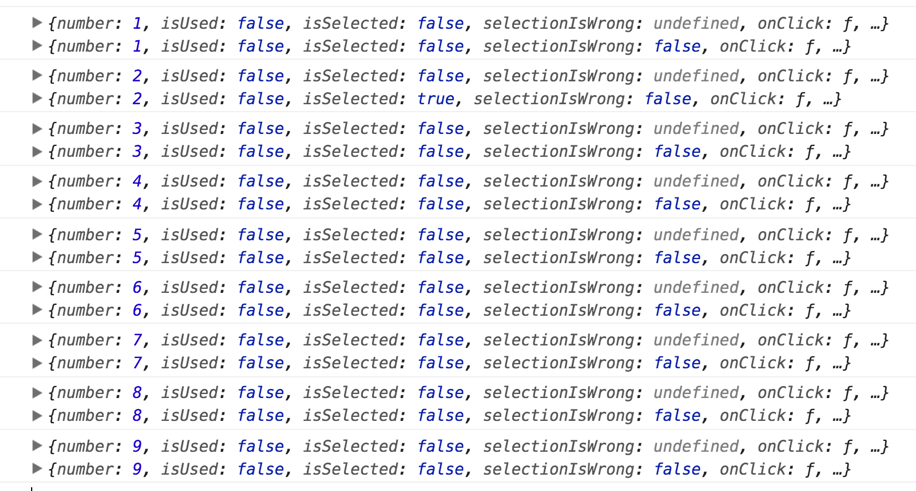 ▶{number: 1, isUsed: false, isSelected: false, selectionIsWrong: undefined, onClick: ƒ, …}
▶{number: 1, isUsed: false, isSelected: false, selectionIsWrong: false, onClick: ƒ, …}
▶{number: 2, isUsed: false, isSelected: false, selectionIsWrong: undefined, onClick: ƒ, …}
▶{number: 2, isUsed: false, isSelected: true, selectionIsWrong: false, onClick: ƒ, …}
▶{number: 3, isUsed: false, isSelected: false, selectionIsWrong: undefined, onClick: ƒ, …}
▶{number: 3, isUsed: false, isSelected: false, selectionIsWrong: false, onClick: ƒ, …}
▶{number: 4, isUsed: false, isSelected: false, selectionIsWrong: undefined, onClick: ƒ, …}
▶{number: 4, isUsed: false, isSelected: false, selectionIsWrong: false, onClick: ƒ, …}
▶{number: 5, isUsed: false, isSelected: false, selectionIsWrong: undefined, onClick: ƒ, …}
▶{number: 5, isUsed: false, isSelected: false, selectionIsWrong: false, onClick: ƒ, …}
▶{number: 6, isUsed: false, isSelected: false, selectionIsWrong: undefined, onClick: ƒ, …}
▶{number: 6, isUsed: false, isSelected: false, selectionIsWrong: false, onClick: ƒ, …}
▶{number: 7, isUsed: false, isSelected: false, selectionIsWrong: undefined, onClick: ƒ, …}
▶{number: 7, isUsed: false, isSelected: false, selectionIsWrong: false, onClick: ƒ, …}
▶{number: 8, isUsed: false, isSelected: false, selectionIsWrong: undefined, onClick: ƒ, …}
▶{number: 8, isUsed: false, isSelected: false, selectionIsWrong: false, onClick: ƒ, …}
▶{number: 9, isUsed: false, isSelected: false, selectionIsWrong: undefined, onClick: ƒ, …}
▶{number: 9, isUsed: false, isSelected: false, selectionIsWrong: false, onClick: ƒ, …}